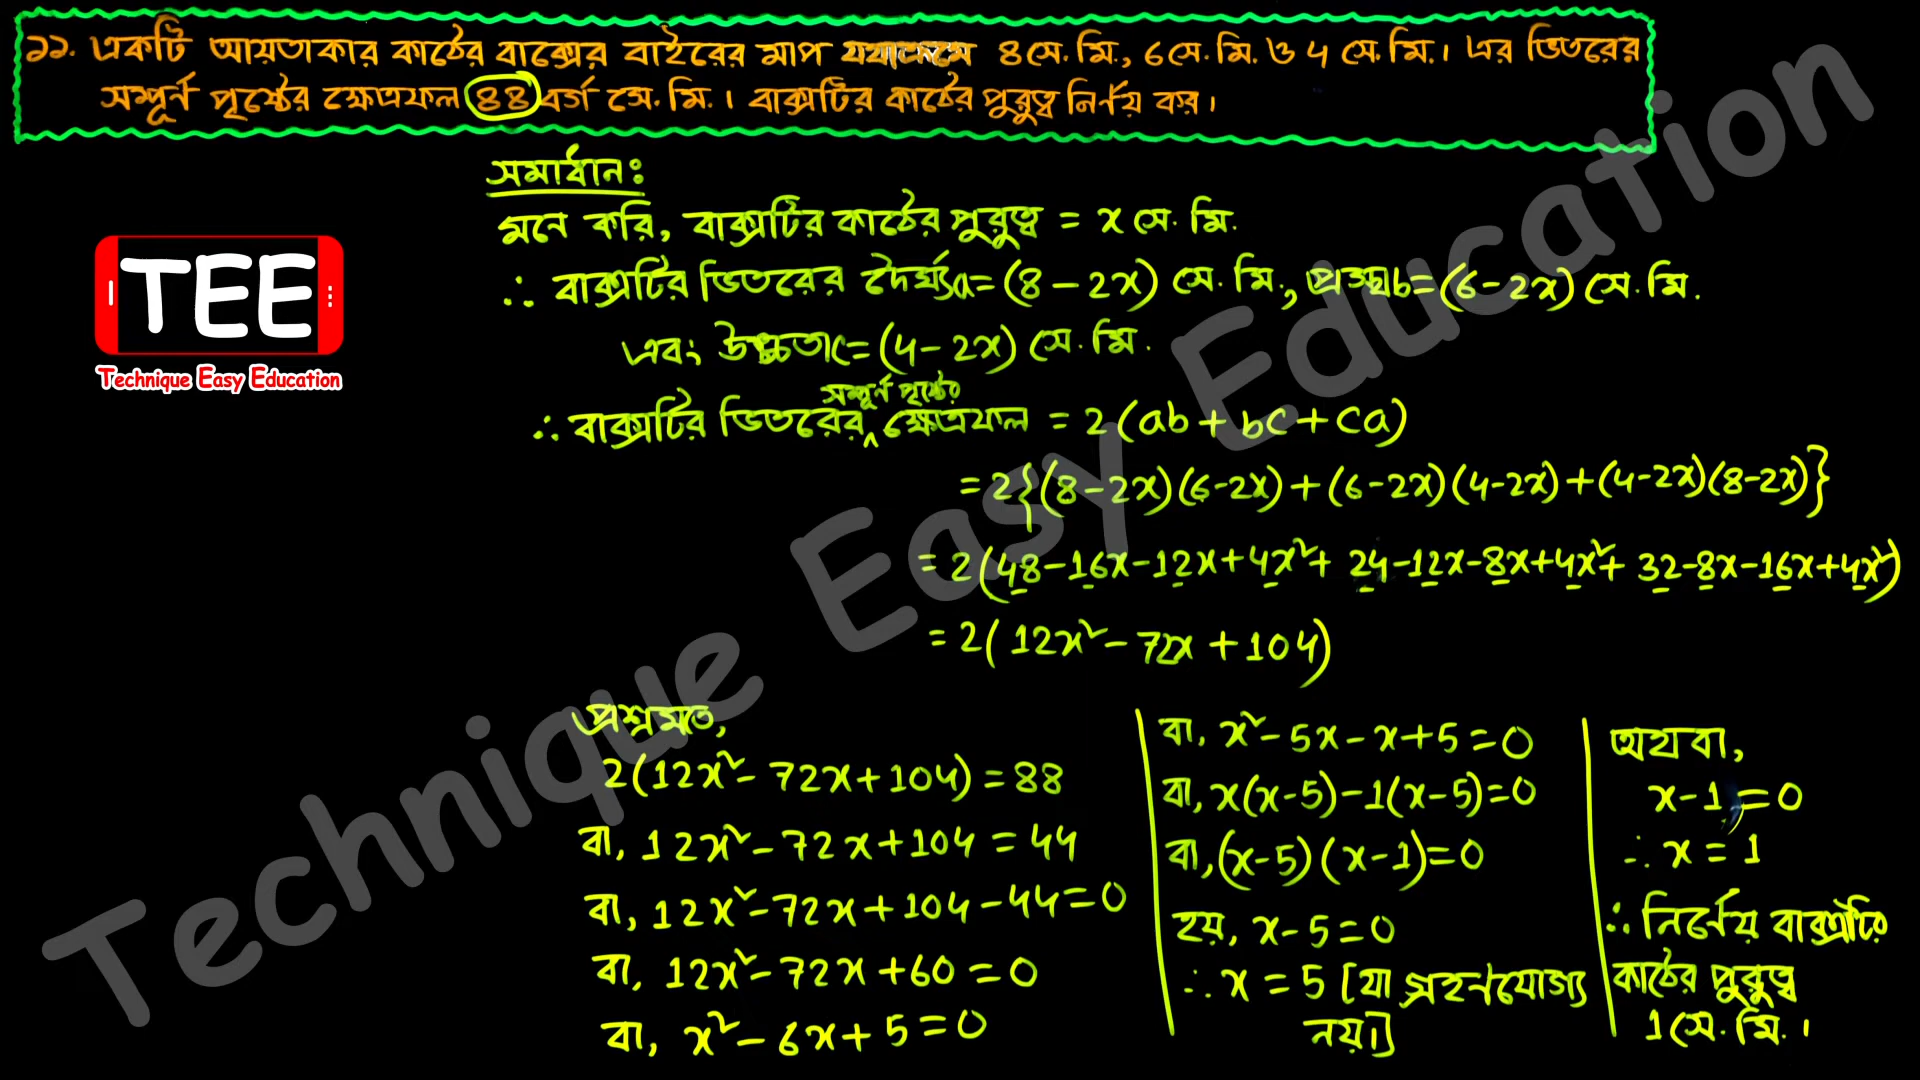 ১১. একটি আয়তাকার কাঠের বাক্সের বাইরের মাপ যথাক্রমে 8 সে. মি., 6 সে. মি. ও 4 সে. মি.। এর ভিতরের
সম্পূর্ন পৃষ্ঠের ক্ষেত্রফল 88 বর্গ সে. মি.। বাক্সটির কাঠের পুরুত্ব নির্নয় কর।
সমাধান:
মনে করি, বাক্সটির কাঠের পুরুত্ব = x সে. মি.
∴ বাক্সটির ভিতরের দৈর্ঘ্য a = (8 – 2x) সে. মি., প্রস্থ b = (6 - 2x) সে. মি.
এবং উচ্চতা c = (4 - 2x) সে. মি.
সম্পূর্ন পৃষ্ঠের
∴ বাক্সটির ভিতরের ^ ক্ষেত্রফল = 2(ab + bc + ca)
= 2{(8-2x)(6-2x) + (6-2x)(4-2x) + (4-2x)(8-2x)}
= 2(48-16x-12x+4x²+ 24-12x-8x+4x²+ 32-8x-16x+4x²)
= 2(12x² - 72x + 104)
প্রশ্নমতে,
2(12x² - 72x + 104) = 88
বা, 12x² - 72x + 104 = 44
বা, 12x² - 72x + 104 - 44 = 0
বা, 12x² - 72x + 60 = 0
বা, x² - 6x + 5 = 0
বা, x² - 5x - x + 5 = 0
বা, x(x-5) - 1(x-5) = 0
বা, (x-5)(x-1) = 0
হয়, x - 5 = 0
∴ x = 5 [যা গ্রহনযোগ্য
নয়।]
অথবা,
x - 1 = 0
∴ x = 1
∴ নির্নেয় বাক্সটির
কাঠের পুরুত্ব
1 সে. মি.।
TEE
Technique Easy Education
Technique Easy Education